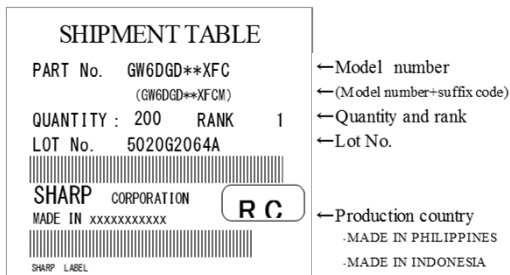 SHIPMENT TABLE
PART No. GW6DGD**XFC ←Model number
(GW6DGD**XFCM) ←(Model number+suffix code)
QUANTITY : 200 RANK 1 ←Quantity and rank
LOT No. 5020G2064A ←Lot No.
SHARP CORPORATION
R C
MADE IN xxxxxxxxxxx ←Production country
-MADE IN PHILIPPINES
-MADE IN INDONESIA
SHARP LABEL